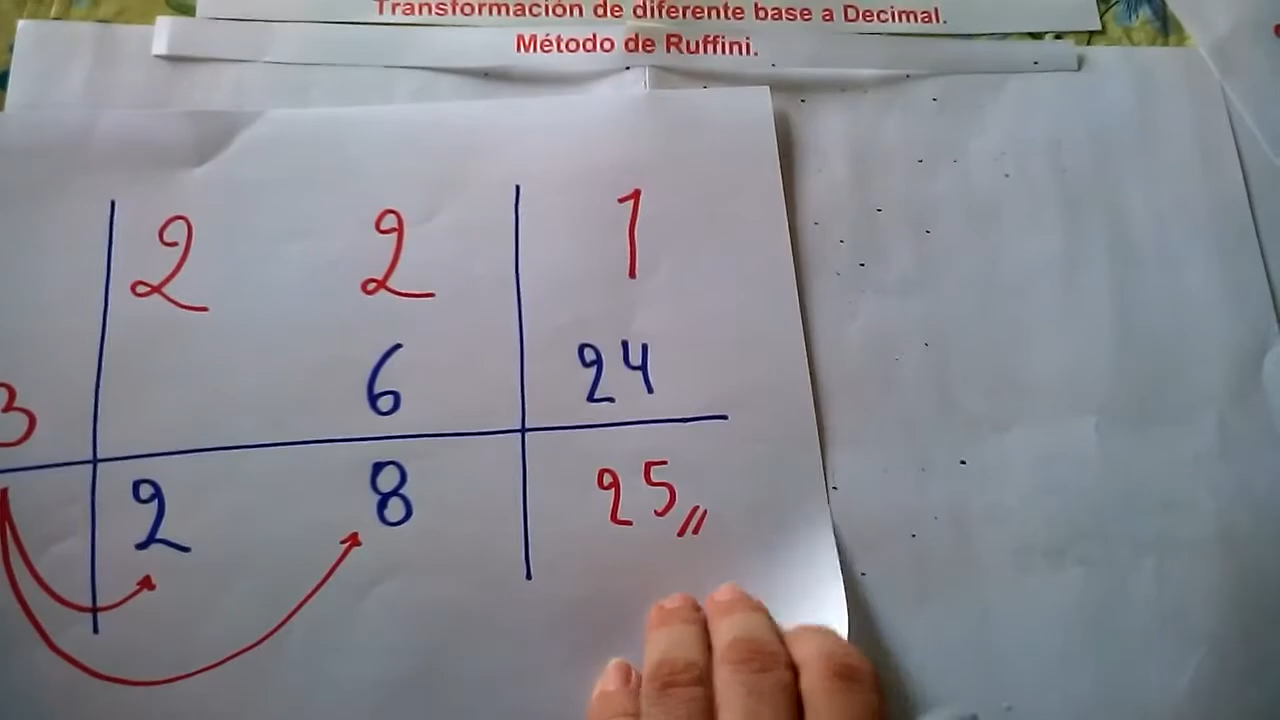 Transformación de diferente base a Decimal.
Método de Ruffini.
2 2 1
3 6 24
2 8 25